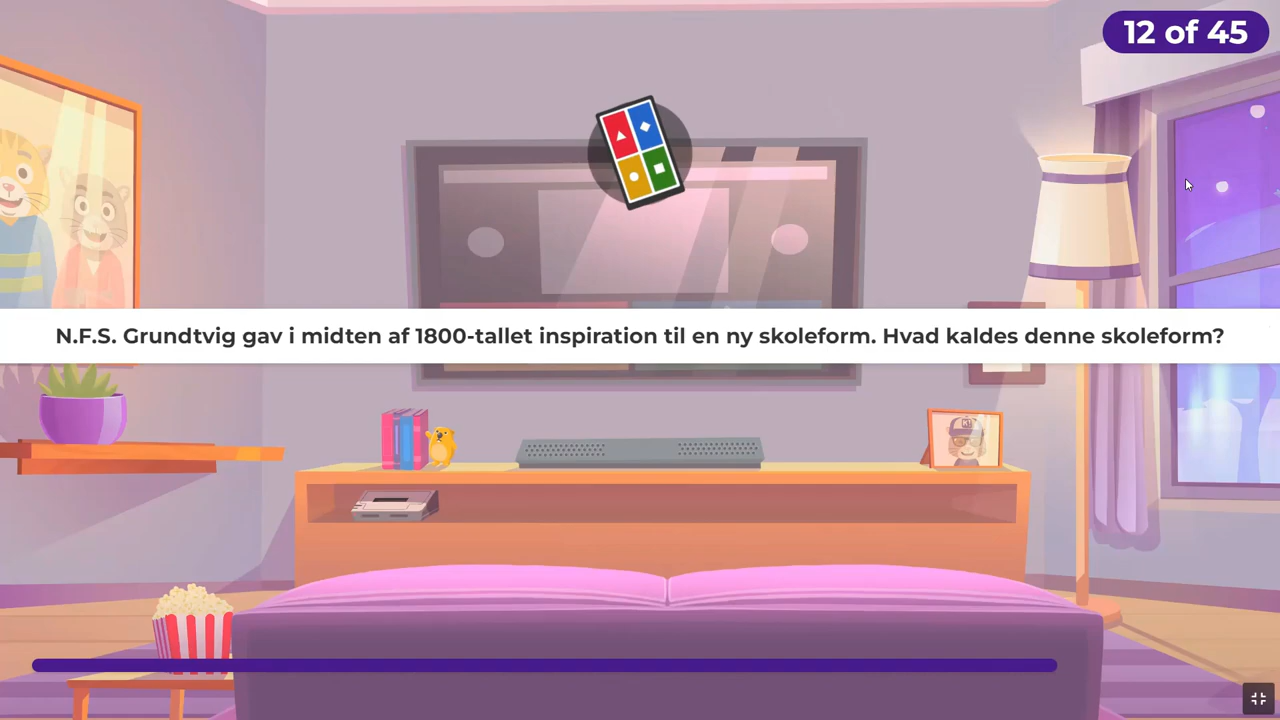 12 of 45
N.F.S. Grundtvig gav i midten af 1800-tallet inspiration til en ny skoleform. Hvad kaldes denne skoleform?